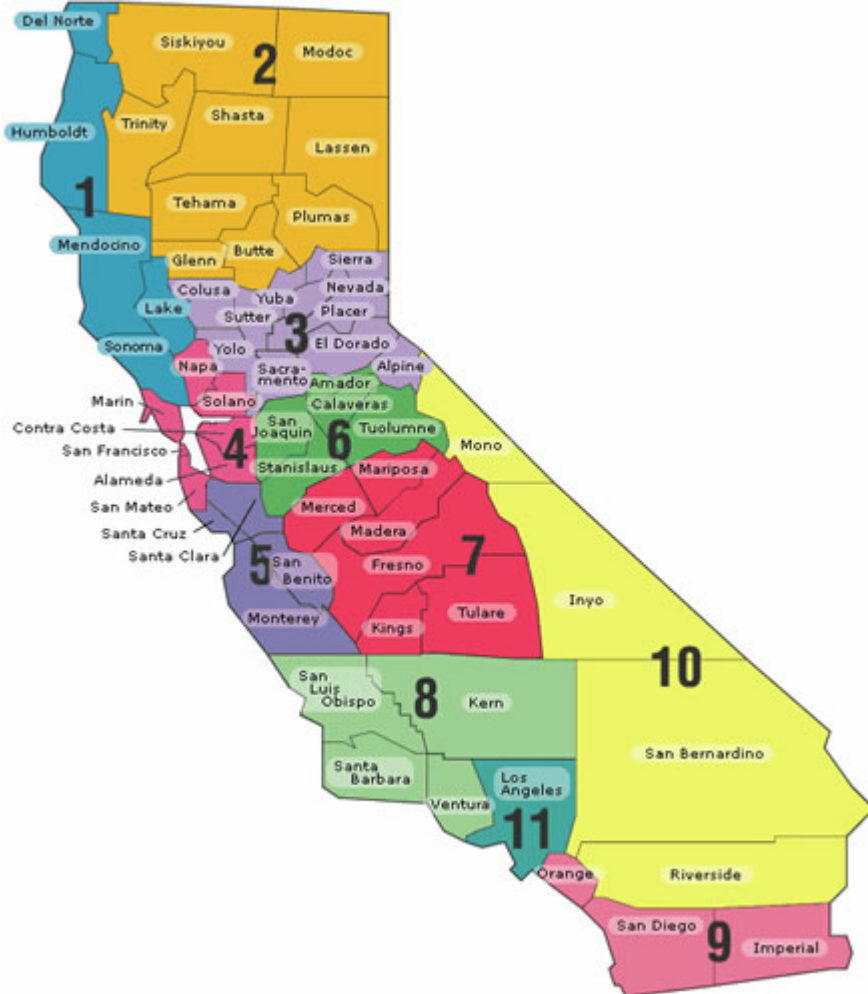 Del Norte
Siskiyou
2
Modoc
Humboldt
Trinity
Shasta
Lassen
1
Tehama
Plumas
Mendocino
Glenn
Butte
Sierra
Colusa
Yuba
Nevada
Lake
Sutter
Placer
3
Sonoma
Yolo
El Dorado
Napa
Sacra-
mento
Alpine
Amador
Marin
Solano
Calaveras
Contra Costa
San
Joaquin
Tuolumne
San Francisco
4
6
Mono
Alameda
Stanislaus
Mariposa
San Mateo
Merced
Santa Cruz
Madera
Santa Clara
5
San
Benito
Fresno
7
Inyo
Monterey
Kings
Tulare
10
San
Luis
Obispo
8
Kern
San Bernardino
Santa
Barbara
Los
Angeles
Ventura
11
Orange
Riverside
San Diego
9
Imperial